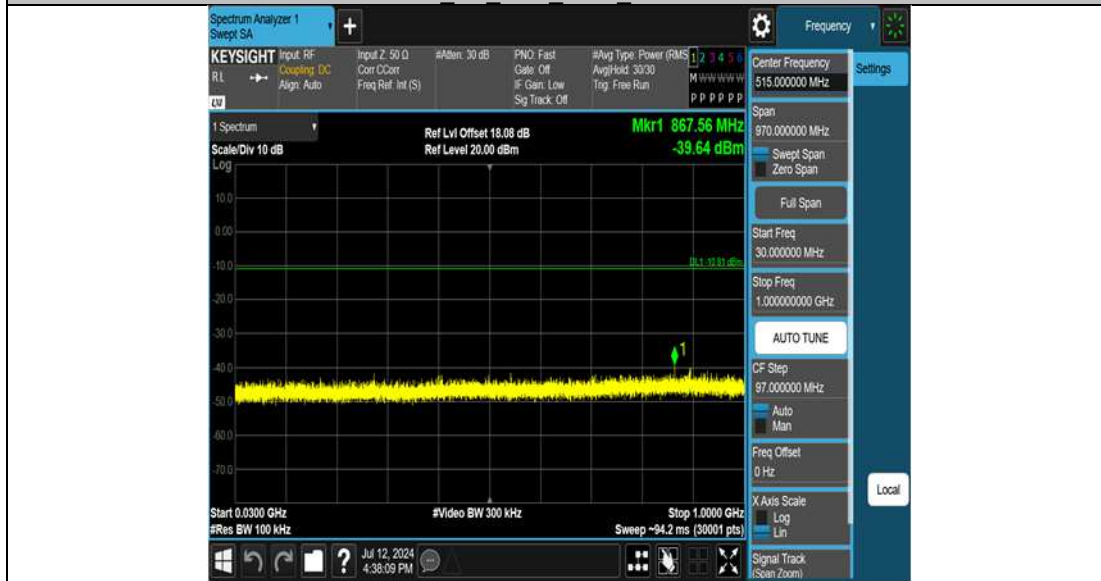 Spectrum Analyzer 1
Swept SA
+
Frequency
KEYSIGHT
RL
LXI
Input: RF
Coupling: DC
Align: Auto
Input Z: 50 Ω
Corr CCorr
Freq Ref: Int (S)
#Atten: 30 dB
PNO: Fast
Gate: Off
IF Gain: Low
Sig Track: Off
#Avg Type: Power (RMS
Avg|Hold: 30/30
Trig: Free Run
1 2 3 4 5 6
M W W W W W
P P P P P P
1 Spectrum
Scale/Div 10 dB
Log
Ref Lvl Offset 18.08 dB
Ref Level 20.00 dBm
Mkr1 867.56 MHz
-39.64 dBm
10.0
0.00
-10.0
-20.0
-30.0
-40.0
-50.0
-60.0
-70.0
DL1 -10.81 dBm
1
Start 0.0300 GHz
#Res BW 100 kHz
#Video BW 300 kHz
Stop 1.0000 GHz
Sweep ~94.2 ms (30001 pts)
Jul 12, 2024
4:38:09 PM
?
Center Frequency
515.000000 MHz
Settings
Span
970.000000 MHz
Swept Span
Zero Span
Full Span
Start Freq
30.000000 MHz
Stop Freq
1.000000000 GHz
AUTO TUNE
CF Step
97.000000 MHz
Auto
Man
Freq Offset
0 Hz
X Axis Scale
Log
Lin
Local
Signal Track
(Span Zoom)